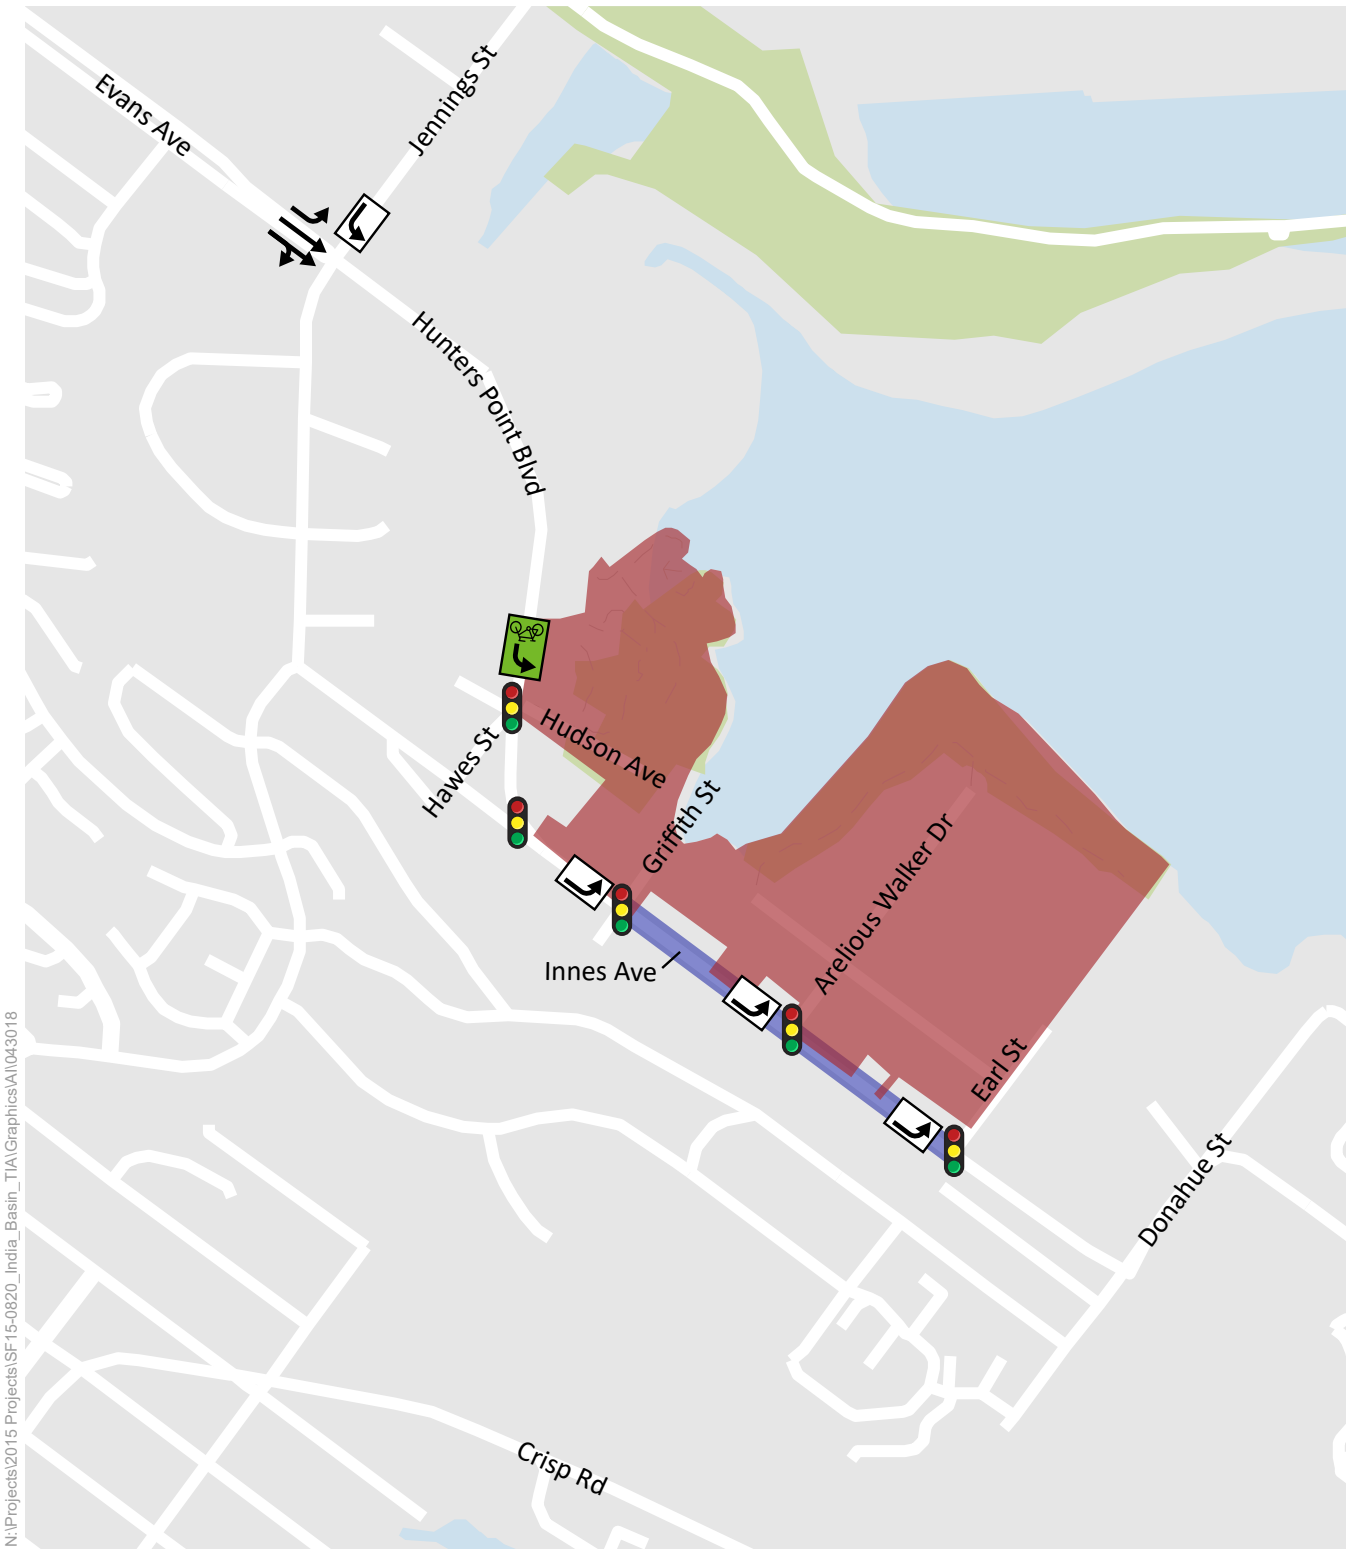 Evans Ave
Jennings St
Hunters Point Blvd
Hudson Ave
Hawes St
Griffith St
Arelious Walker Dr
Innes Ave
Earl St
Donahue St
Crisp Rd
N:\Projects\2015 Projects\SF15-0820_India_Basin_TIA\Graphics\AI\043018